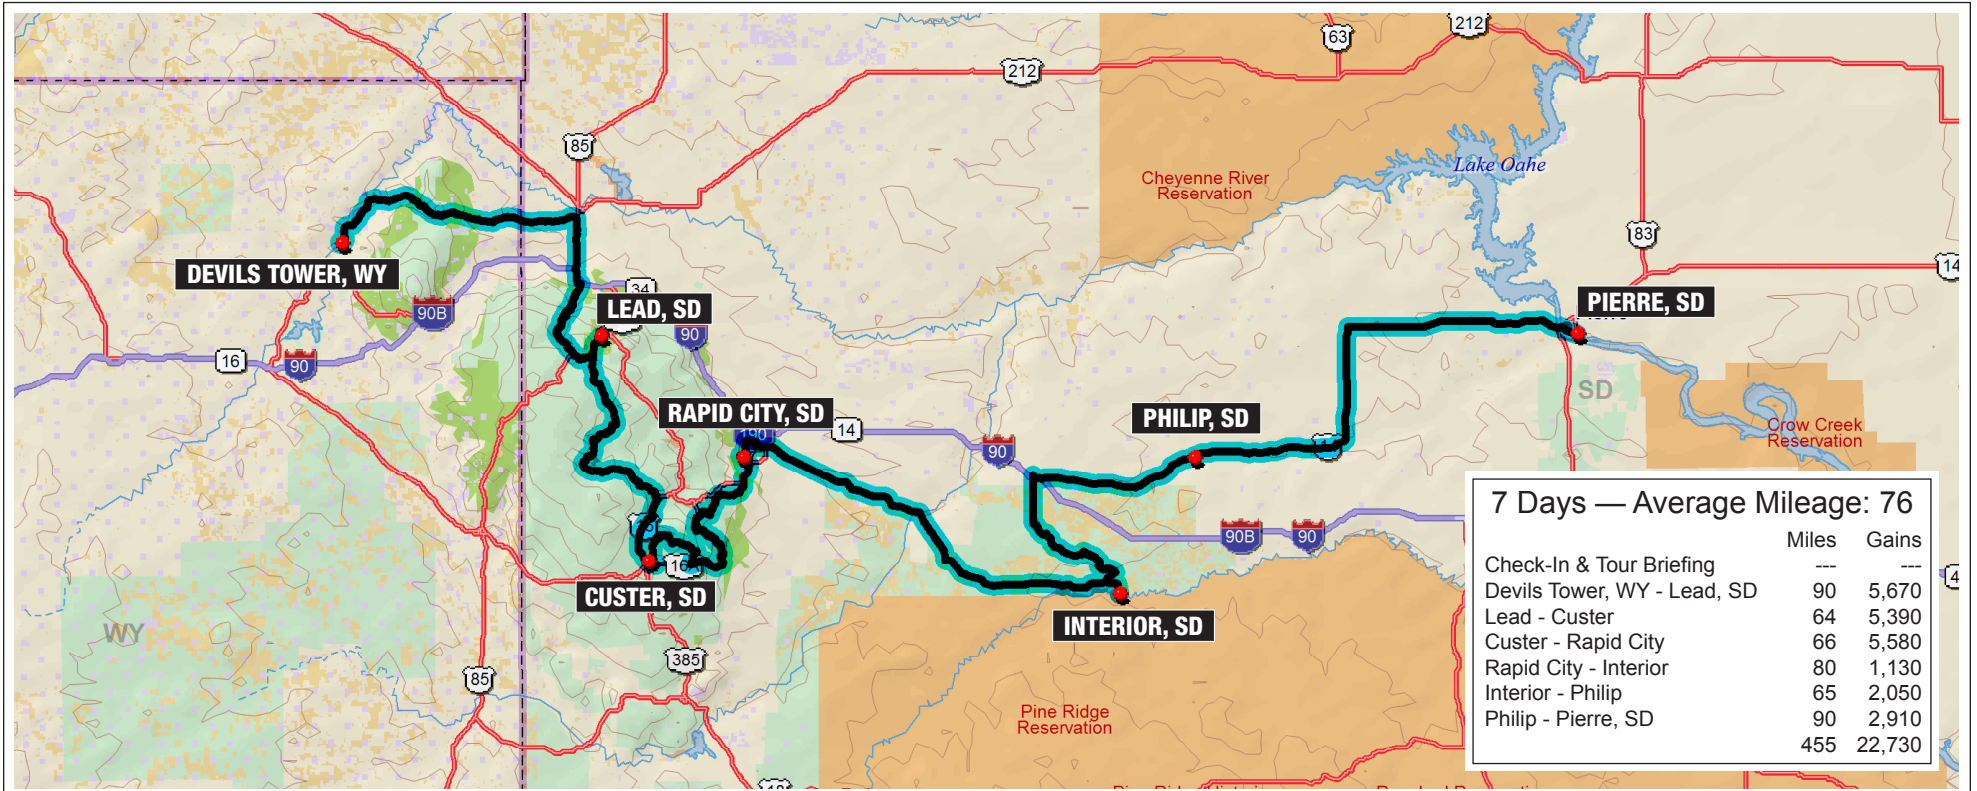 212
63
212
85
Lake Oahe
Cheyenne River
Reservation
83
14
DEVILS TOWER, WY
34
90B
LEAD, SD
PIERRE, SD
90
16
90
SD
RAPID CITY, SD
PHILIP, SD
14
Crow Creek
Reservation
90
90B
90
16A
CUSTER, SD
INTERIOR, SD
WY
385
85
Pine Ridge
Reservation
7 Days — Average Mileage: 76
Miles Gains
Check-In & Tour Briefing --- ---
Devils Tower, WY - Lead, SD 90 5,670
Lead - Custer 64 5,390
Custer - Rapid City 66 5,580
Rapid City - Interior 80 1,130
Interior - Philip 65 2,050
Philip - Pierre, SD 90 2,910
455 22,730